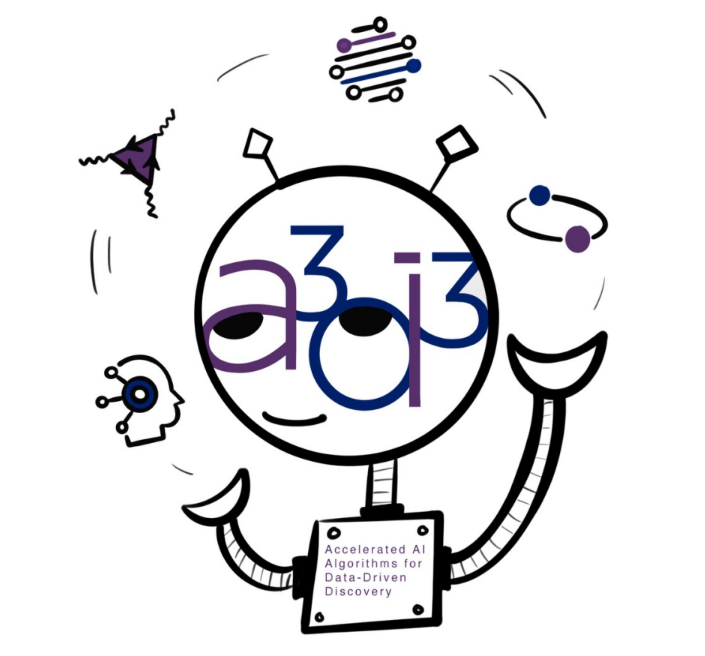 a3d3
Accelerated AI
Algorithms for
Data-Driven
Discovery